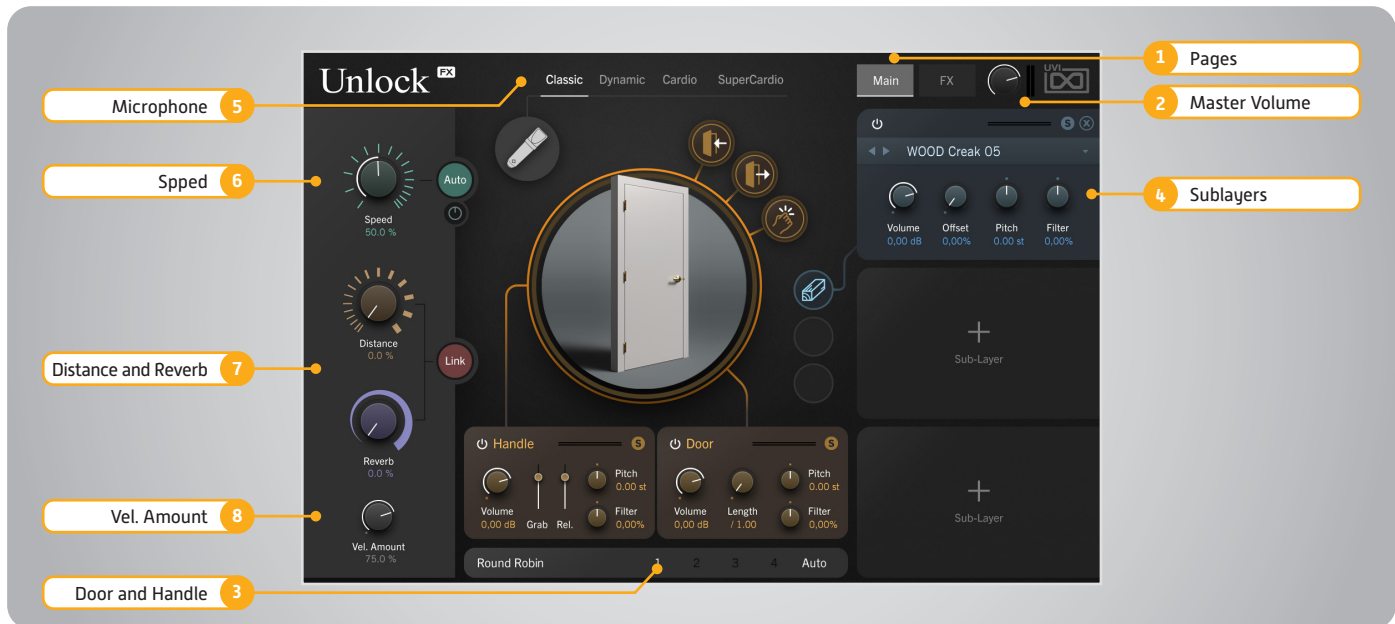 Unlock FX
Classic Dynamic Cardio SuperCardio
Main FX
UVI
1 Pages
2 Master Volume
Microphone 5
S X
WOOD Creak 05
Spped 6
Auto
4 Sublayers
Speed
50.0 %
Volume Offset Pitch Filter
0,00 dB 0,00% 0.00 st 0,00%
Distance
0.0 %
Distance and Reverb 7
Link
Sub-Layer
Reverb
0.0 %
Handle S
Door S
Pitch
0.00 st
Pitch
0.00 st
Volume Grab Rel. Filter
0,00 dB 0,00%
Volume Length Filter
0,00 dB / 1.00 0,00%
Sub-Layer
Vel. Amount 8
Vel. Amount
75.0 %
Round Robin 1 2 3 4 Auto
Door and Handle 3